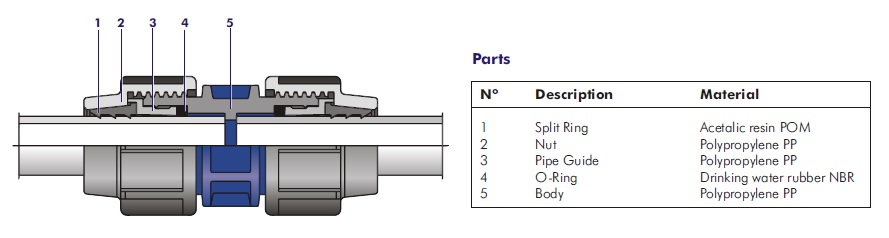 1 2 3 4 5
Parts
Nº Description Material
1 Split Ring Acetalic resin POM
2 Nut Polypropylene PP
3 Pipe Guide Polypropylene PP
4 O-Ring Drinking water rubber NBR
5 Body Polypropylene PP